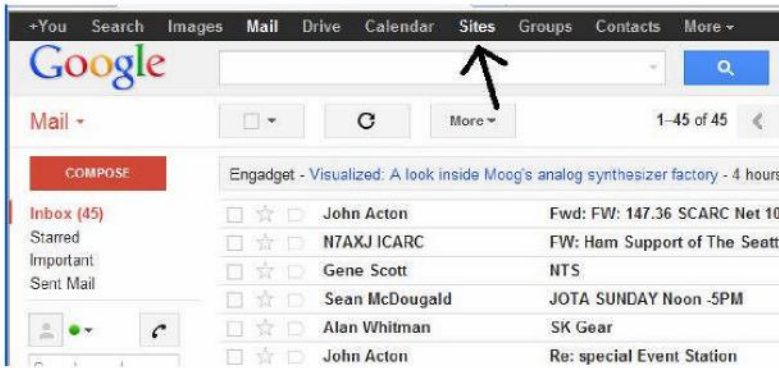 +You Search Images Mail Drive Calendar Sites Groups Contacts More
Google
Mail More 1–45 of 45
COMPOSE Engadget - Visualized: A look inside Moog's analog synthesizer factory - 4 hours
Inbox (45) John Acton Fwd: FW: 147.36 SCARC Net 10
Starred N7AXJ ICARC FW: Ham Support of The Seatt
Important Gene Scott NTS
Sent Mail Sean McDougald JOTA SUNDAY Noon -5PM
Alan Whitman SK Gear
John Acton Re: special Event Station